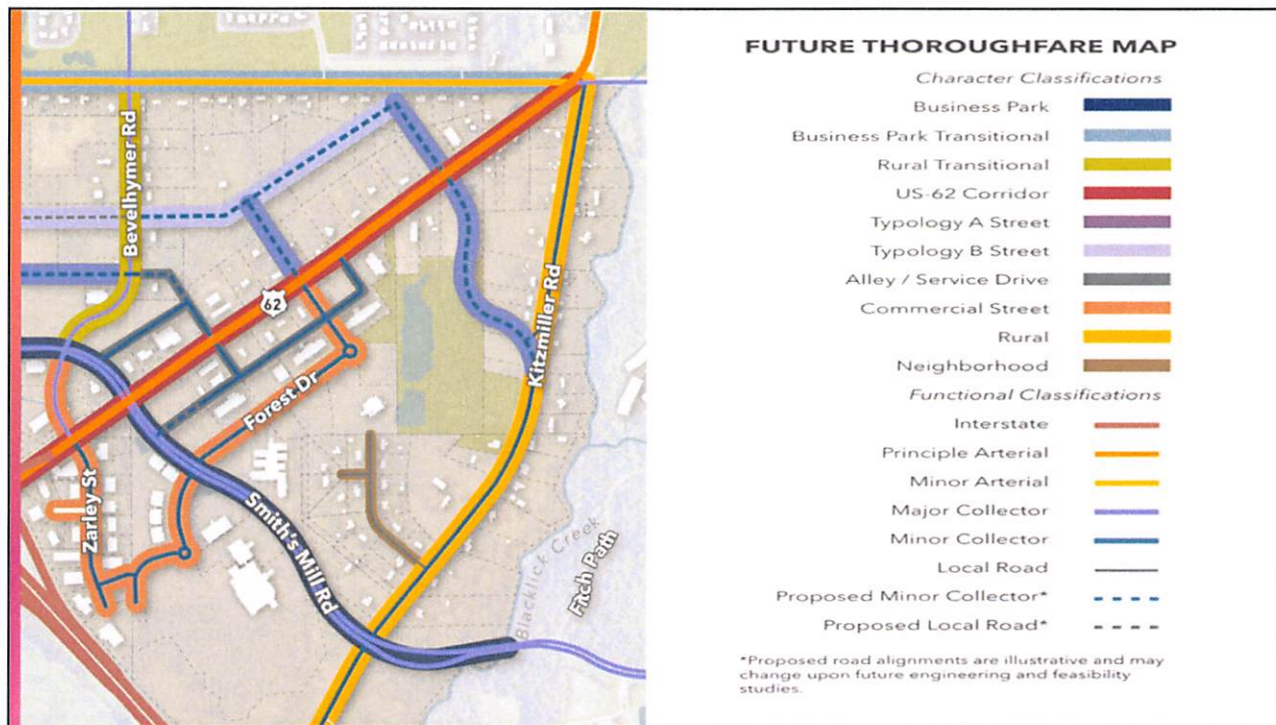 Bevelhymer Rd
62
Kitzmiller Rd
Forest Dr
Zarley St
Smith's Mill Rd
Blacklick Creek
Fitch Path
FUTURE THOROUGHFARE MAP
Character Classifications
Business Park
Business Park Transitional
Rural Transitional
US-62 Corridor
Typology A Street
Typology B Street
Alley / Service Drive
Commercial Street
Rural
Neighborhood
Functional Classifications
Interstate
Principle Arterial
Minor Arterial
Major Collector
Minor Collector
Local Road
Proposed Minor Collector*
Proposed Local Road*
*Proposed road alignments are illustrative and may
change upon future engineering and feasibility
studies.